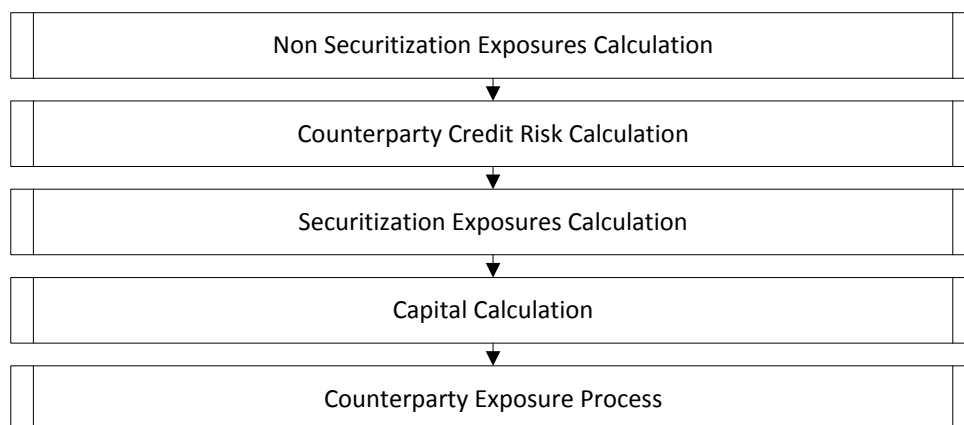 Non Securitization Exposures Calculation
Counterparty Credit Risk Calculation
Securitization Exposures Calculation
Capital Calculation
Counterparty Exposure Process